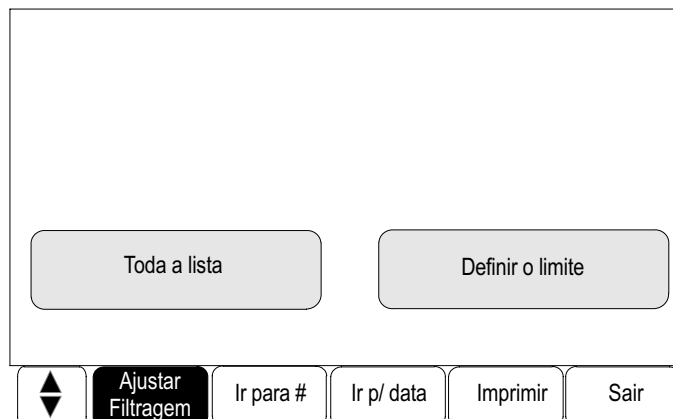 Toda a lista
Definir o limite
Ajustar
Filtragem
Ir para #
Ir p/ data
Imprimir
Sair